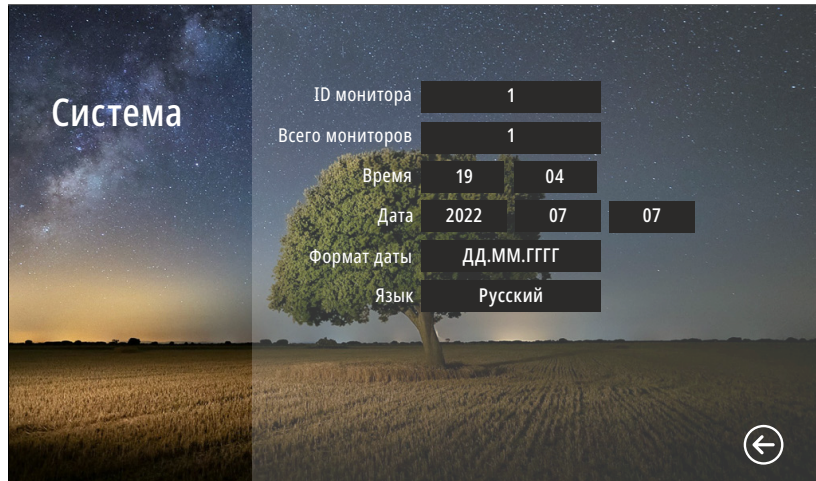 Система
ID монитора 1
Всего мониторов 1
Время 19 04
Дата 2022 07 07
Формат даты ДД.ММ.ГГГГ
Язык Русский